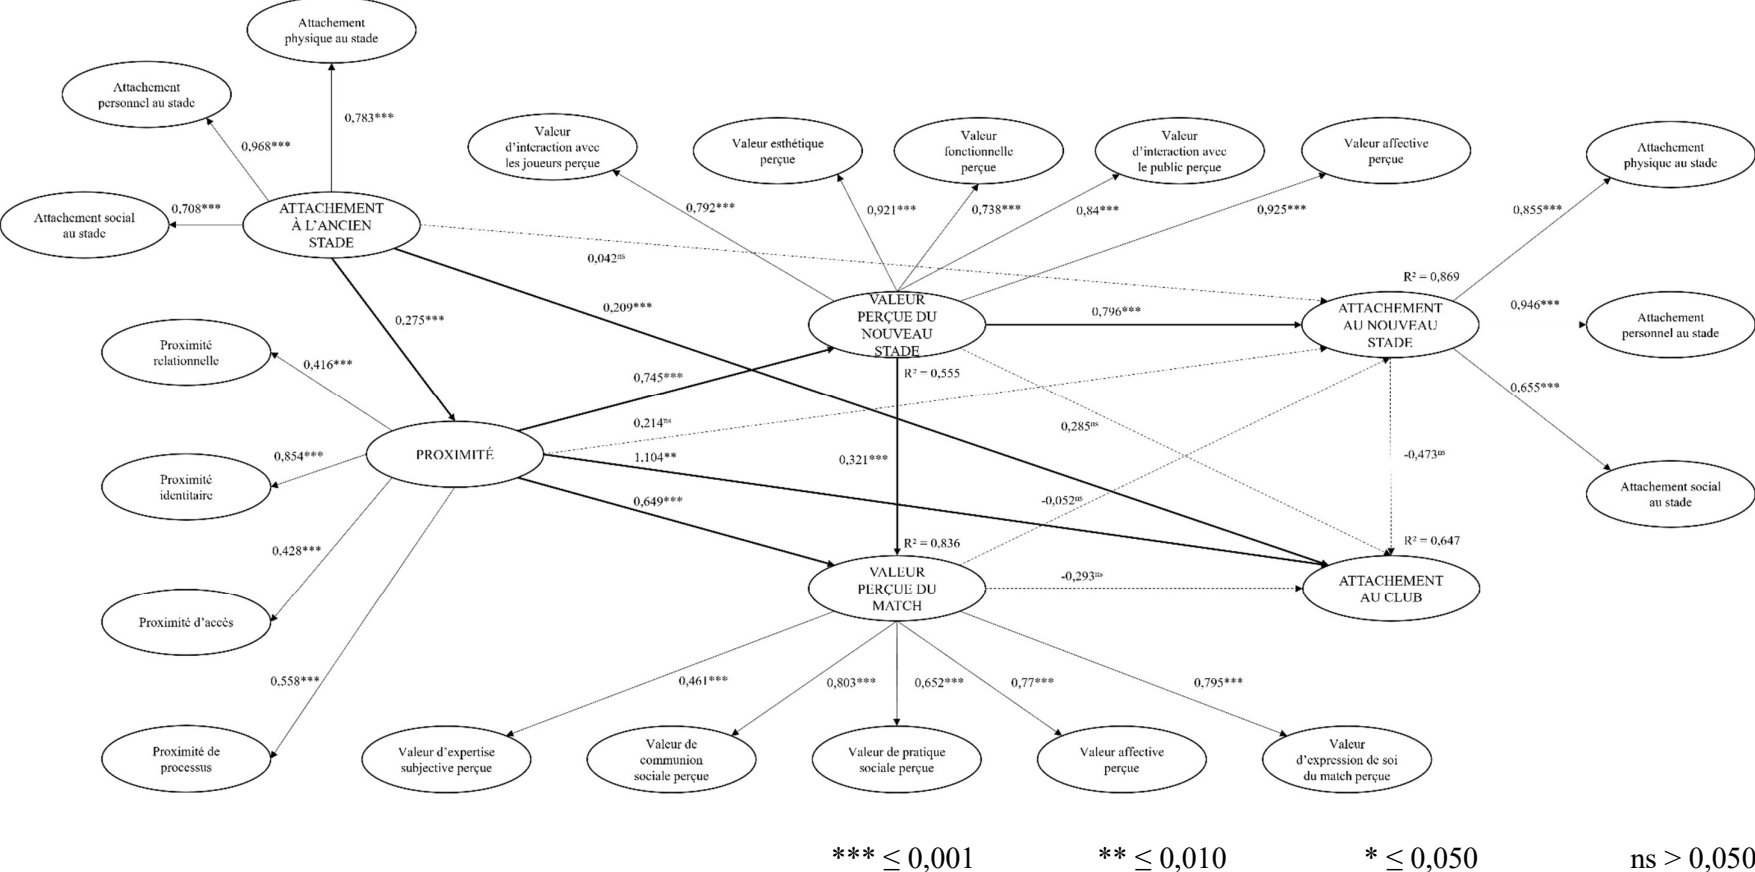 Attachement
physique au stade
Attachement
personnel au stade
0,783***
0,968***
Attachement social
au stade
0,708***
ATTACHEMENT
À L'ANCIEN
STADE
Valeur
d'interaction avec
les joueurs perçue
Valeur esthétique
perçue
Valeur
fonctionnelle
perçue
Valeur
d'interaction avec
le public perçue
Valeur affective
perçue
Attachement
physique au stade
0,792***
0,921***
0,738***
0,84***
0,925***
0,855***
0,042ns
R² = 0,869
0,209***
0,275***
VALEUR
PERÇUE DU
NOUVEAU
STADE
0,796***
ATTACHEMENT
AU NOUVEAU
STADE
0,946***
Attachement
personnel au stade
Proximité
relationnelle
0,416***
0,745***
R² = 0,555
0,655***
0,214ns
0,285ns
PROXIMITÉ
1,104**
0,321***
-0,473ns
0,854***
Proximité
identitaire
0,649***
-0,052ns
Attachement social
au stade
0,428***
R² = 0,836
R² = 0,647
VALEUR
PERÇUE DU
MATCH
-0,293ns
ATTACHEMENT
AU CLUB
Proximité d'accès
0,558***
0,461***
0,803***
0,652***
0,77***
0,795***
Proximité de
processus
Valeur d'expertise
subjective perçue
Valeur de
communion
sociale perçue
Valeur de pratique
sociale perçue
Valeur affective
perçue
Valeur
d'expression de soi
du match perçue
*** ≤ 0,001 ** ≤ 0,010 * ≤ 0,050 ns > 0,050